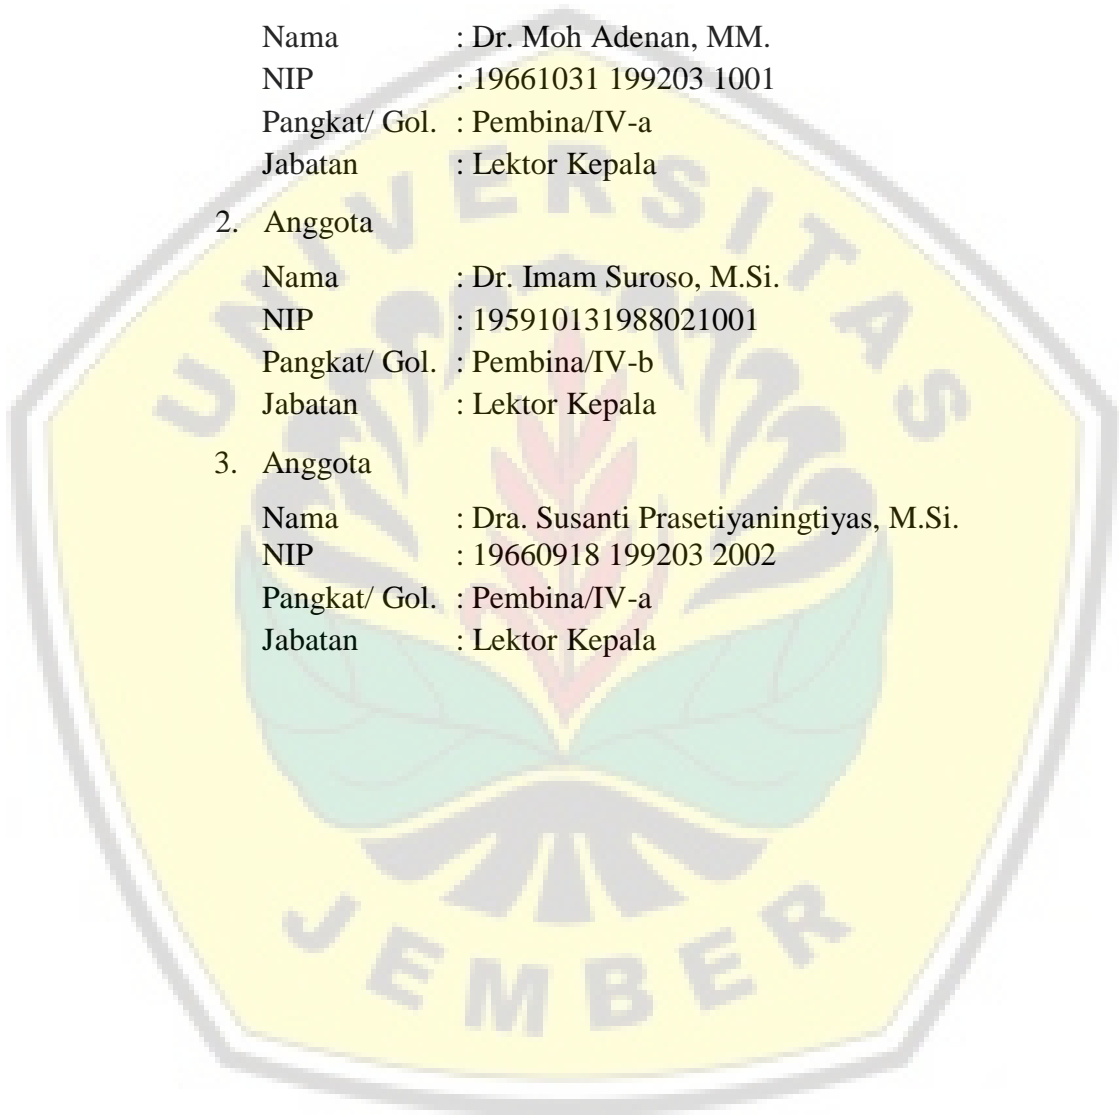 Nama : Dr. Moh Adenan, MM.
NIP : 19661031 199203 1001
Pangkat/ Gol. : Pembina/IV-a
Jabatan : Lektor Kepala
2. Anggota
Nama : Dr. Imam Suroso, M.Si.
NIP : 195910131988021001
Pangkat/ Gol. : Pembina/IV-b
Jabatan : Lektor Kepala
3. Anggota
Nama : Dra. Susanti Prasetiyaningtiyas, M.Si.
NIP : 19660918 199203 2002
Pangkat/ Gol. : Pembina/IV-a
Jabatan : Lektor Kepala
UNIVERSITAS
JEMBER